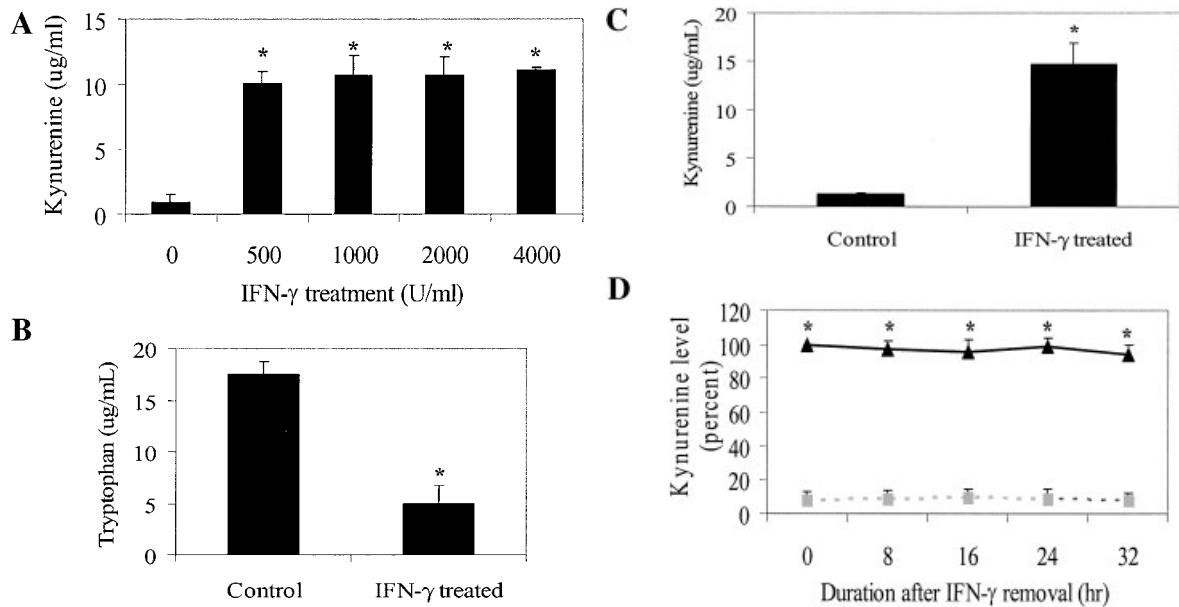 A
Kynurenine (ug/ml)
15
10
5
0
*
*
*
*
0
500
1000
2000
4000
IFN-γ treatment (U/ml)
B
Tryptophan (ug/mL)
20
15
10
5
0
*
Control
IFN-γ treated
C
Kynurenine (ug/mL)
20
15
10
5
0
*
Control
IFN-γ treated
D
Kynurenine level
(percent)
120
100
80
60
40
20
0
*
*
*
*
*
0
8
16
24
32
Duration after IFN-γ removal (hr)